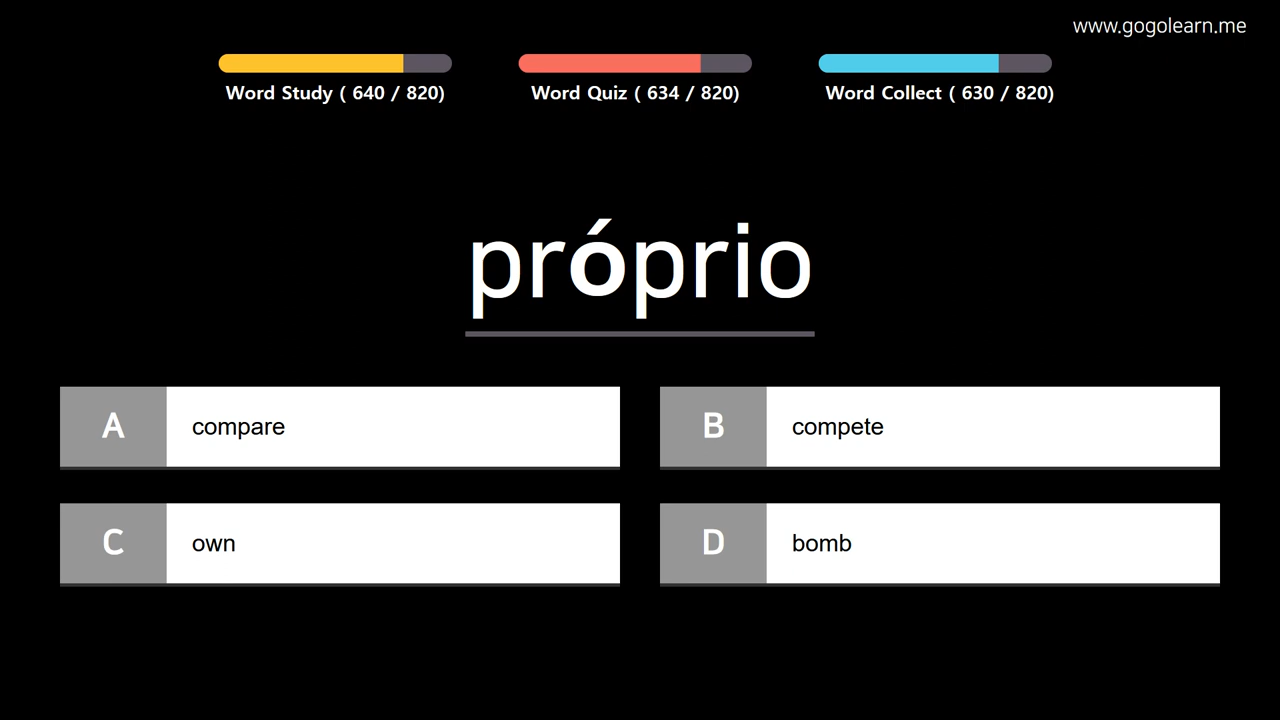 www.gogolearn.me
Word Study ( 640 / 820)
Word Quiz ( 634 / 820)
Word Collect ( 630 / 820)
próprio
A compare
B compete
C own
D bomb